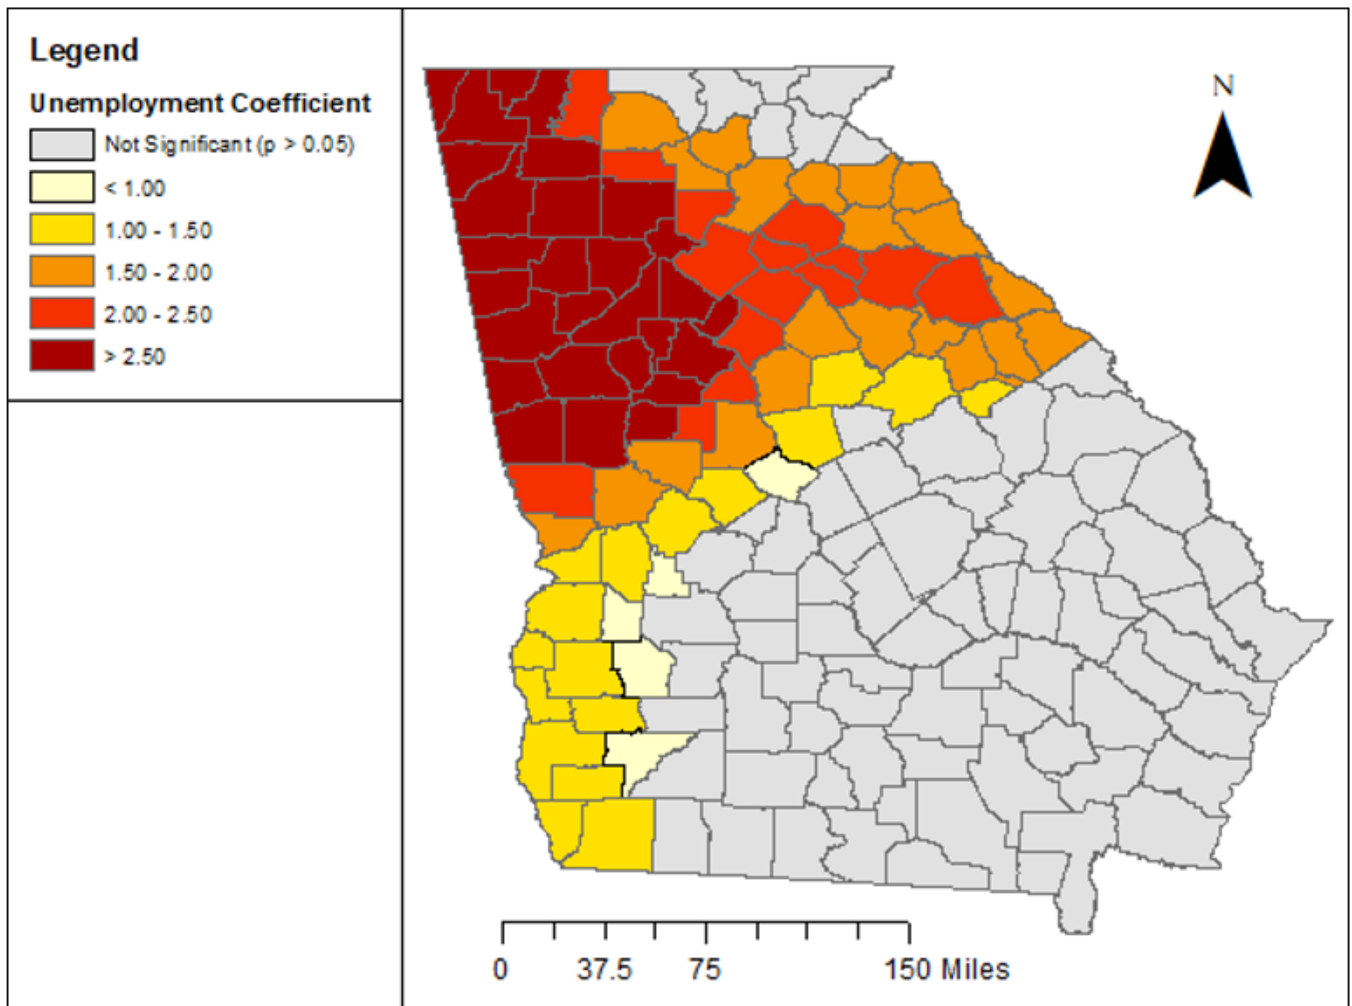 Legend
Unemployment Coefficient
Not Significant (p > 0.05)
< 1.00
1.00 - 1.50
1.50 - 2.00
2.00 - 2.50
> 2.50
N
0 37.5 75 150 Miles